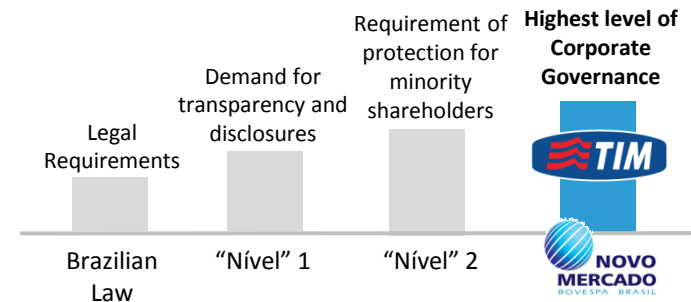 Legal
Requirements
Demand for
transparency and
disclosures
Requirement of
protection for
minority
shareholders
Highest level of
Corporate
Governance
TIM
Brazilian
Law
“Nível” 1
“Nível” 2
NOVO
MERCADO
BOVESPA BRASIL